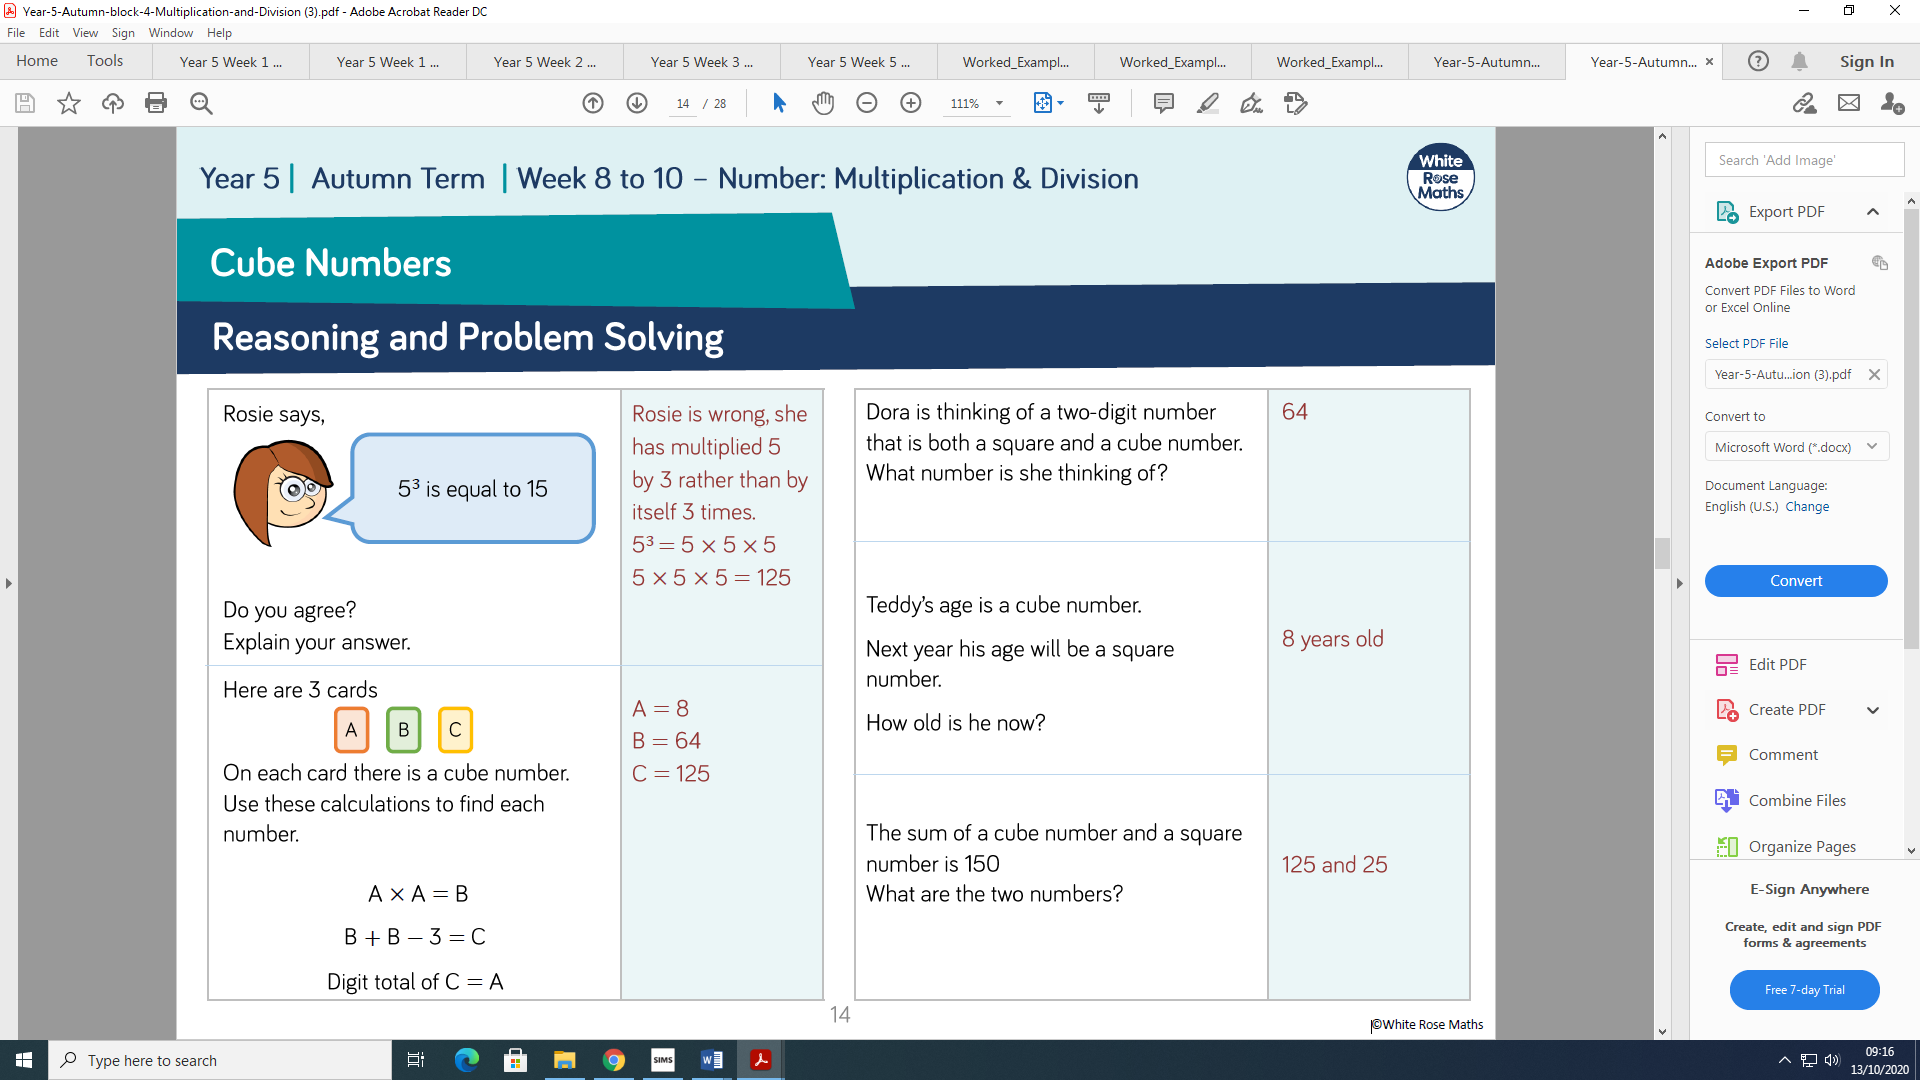 Year-5-Autumn-block-4-Multiplication-and-Division (3).pdf - Adobe Acrobat Reader DC
File Edit View Sign Window Help
Home Tools Year 5 Week 1 ... Year 5 Week 1 ... Year 5 Week 2 ... Year 5 Week 3 ... Year 5 Week 5 ... Worked_Exampl... Worked_Exampl... Worked_Exampl... Year-5-Autumn... Year-5-Autumn... × Sign In
14 / 28 111%
Year 5 | Autumn Term | Week 8 to 10 – Number: Multiplication & Division
White
Rose
Maths
Cube Numbers
Reasoning and Problem Solving
Rosie says,
5³ is equal to 15
Do you agree?
Explain your answer.
Rosie is wrong, she
has multiplied 5
by 3 rather than by
itself 3 times.
5³ = 5 × 5 × 5
5 × 5 × 5 = 125
Here are 3 cards
A B C
On each card there is a cube number.
Use these calculations to find each
number.
A × A = B
B + B − 3 = C
Digit total of C = A
A = 8
B = 64
C = 125
Dora is thinking of a two-digit number
that is both a square and a cube number.
What number is she thinking of?
64
Teddy's age is a cube number.
Next year his age will be a square
number.
How old is he now?
8 years old
The sum of a cube number and a square
number is 150
What are the two numbers?
125 and 25
14
©White Rose Maths
Search 'Add Image'
Export PDF
Adobe Export PDF
Convert PDF Files to Word
or Excel Online
Select PDF File
Year-5-Autu...ion (3).pdf
Convert to
Microsoft Word (*.docx)
Document Language:
English (U.S.) Change
Convert
Edit PDF
Create PDF
Comment
Combine Files
Organize Pages
E-Sign Anywhere
Create, edit and sign PDF
forms & agreements
Free 7-day Trial
Type here to search
SIMS
09:16
13/10/2020